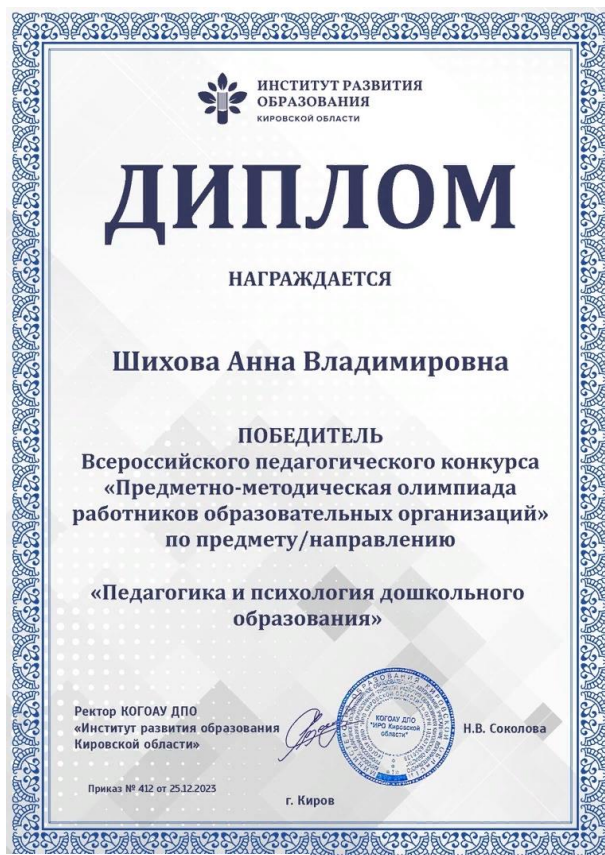 ИНСТИТУТ РАЗВИТИЯ
ОБРАЗОВАНИЯ
КИРОВСКОЙ ОБЛАСТИ
ДИПЛОМ
НАГРАЖДАЕТСЯ
Шихова Анна Владимировна
ПОБЕДИТЕЛЬ
Всероссийского педагогического конкурса
«Предметно-методическая олимпиада
работников образовательных организаций»
по предмету/направлению
«Педагогика и психология дошкольного
образования»
Ректор КОГОАУ ДПО
«Институт развития образования
Кировской области»
КОГОАУ ДПО
"ИРО Кировской
области"
Н.В. Соколова
Приказ № 412 от 25.12.2023
г. Киров